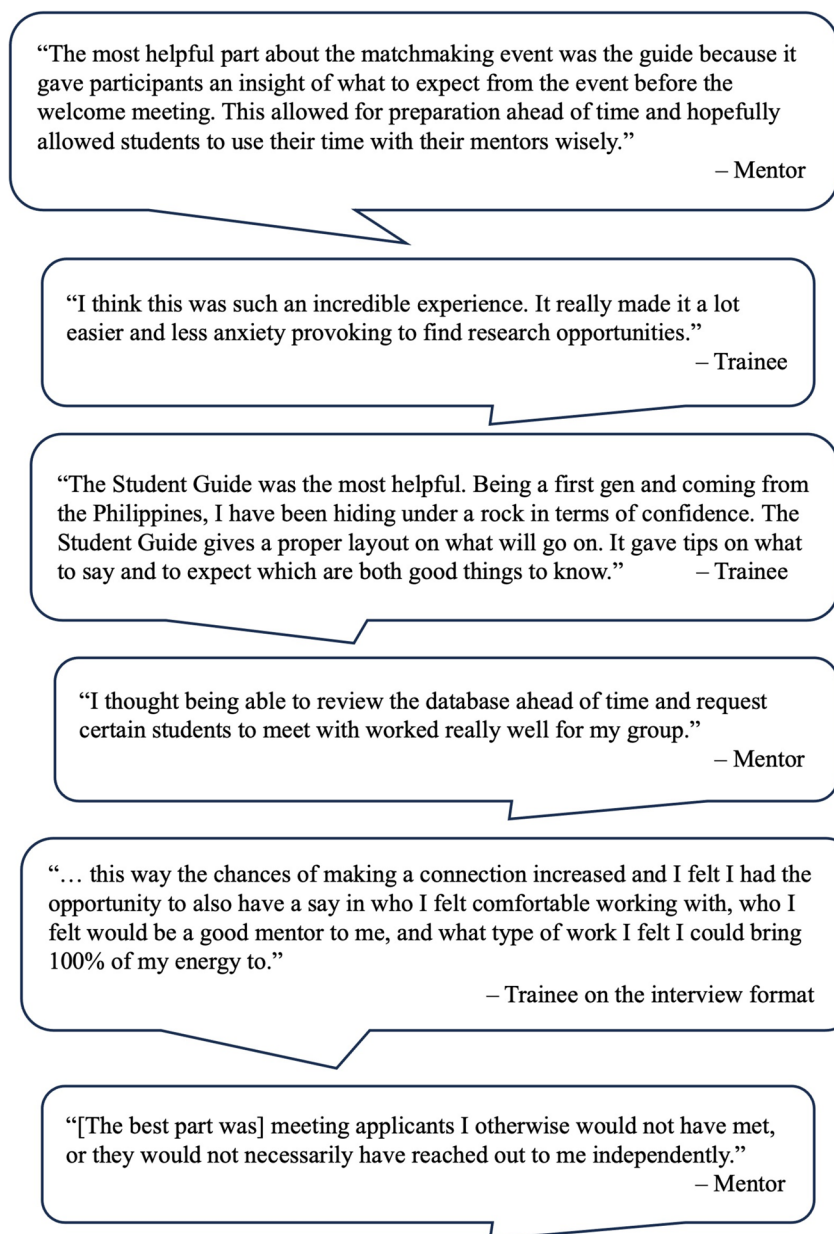 “The most helpful part about the matchmaking event was the guide because it
gave participants an insight of what to expect from the event before the
welcome meeting. This allowed for preparation ahead of time and hopefully
allowed students to use their time with their mentors wisely.”
– Mentor
“I think this was such an incredible experience. It really made it a lot
easier and less anxiety provoking to find research opportunities.”
– Trainee
“The Student Guide was the most helpful. Being a first gen and coming from
the Philippines, I have been hiding under a rock in terms of confidence. The
Student Guide gives a proper layout on what will go on. It gave tips on what
to say and to expect which are both good things to know.” – Trainee
“I thought being able to review the database ahead of time and request
certain students to meet with worked really well for my group.”
– Mentor
“… this way the chances of making a connection increased and I felt I had the
opportunity to also have a say in who I felt comfortable working with, who I
felt would be a good mentor to me, and what type of work I felt I could bring
100% of my energy to.”
– Trainee on the interview format
“[The best part was] meeting applicants I otherwise would not have met,
or they would not necessarily have reached out to me independently.”
– Mentor